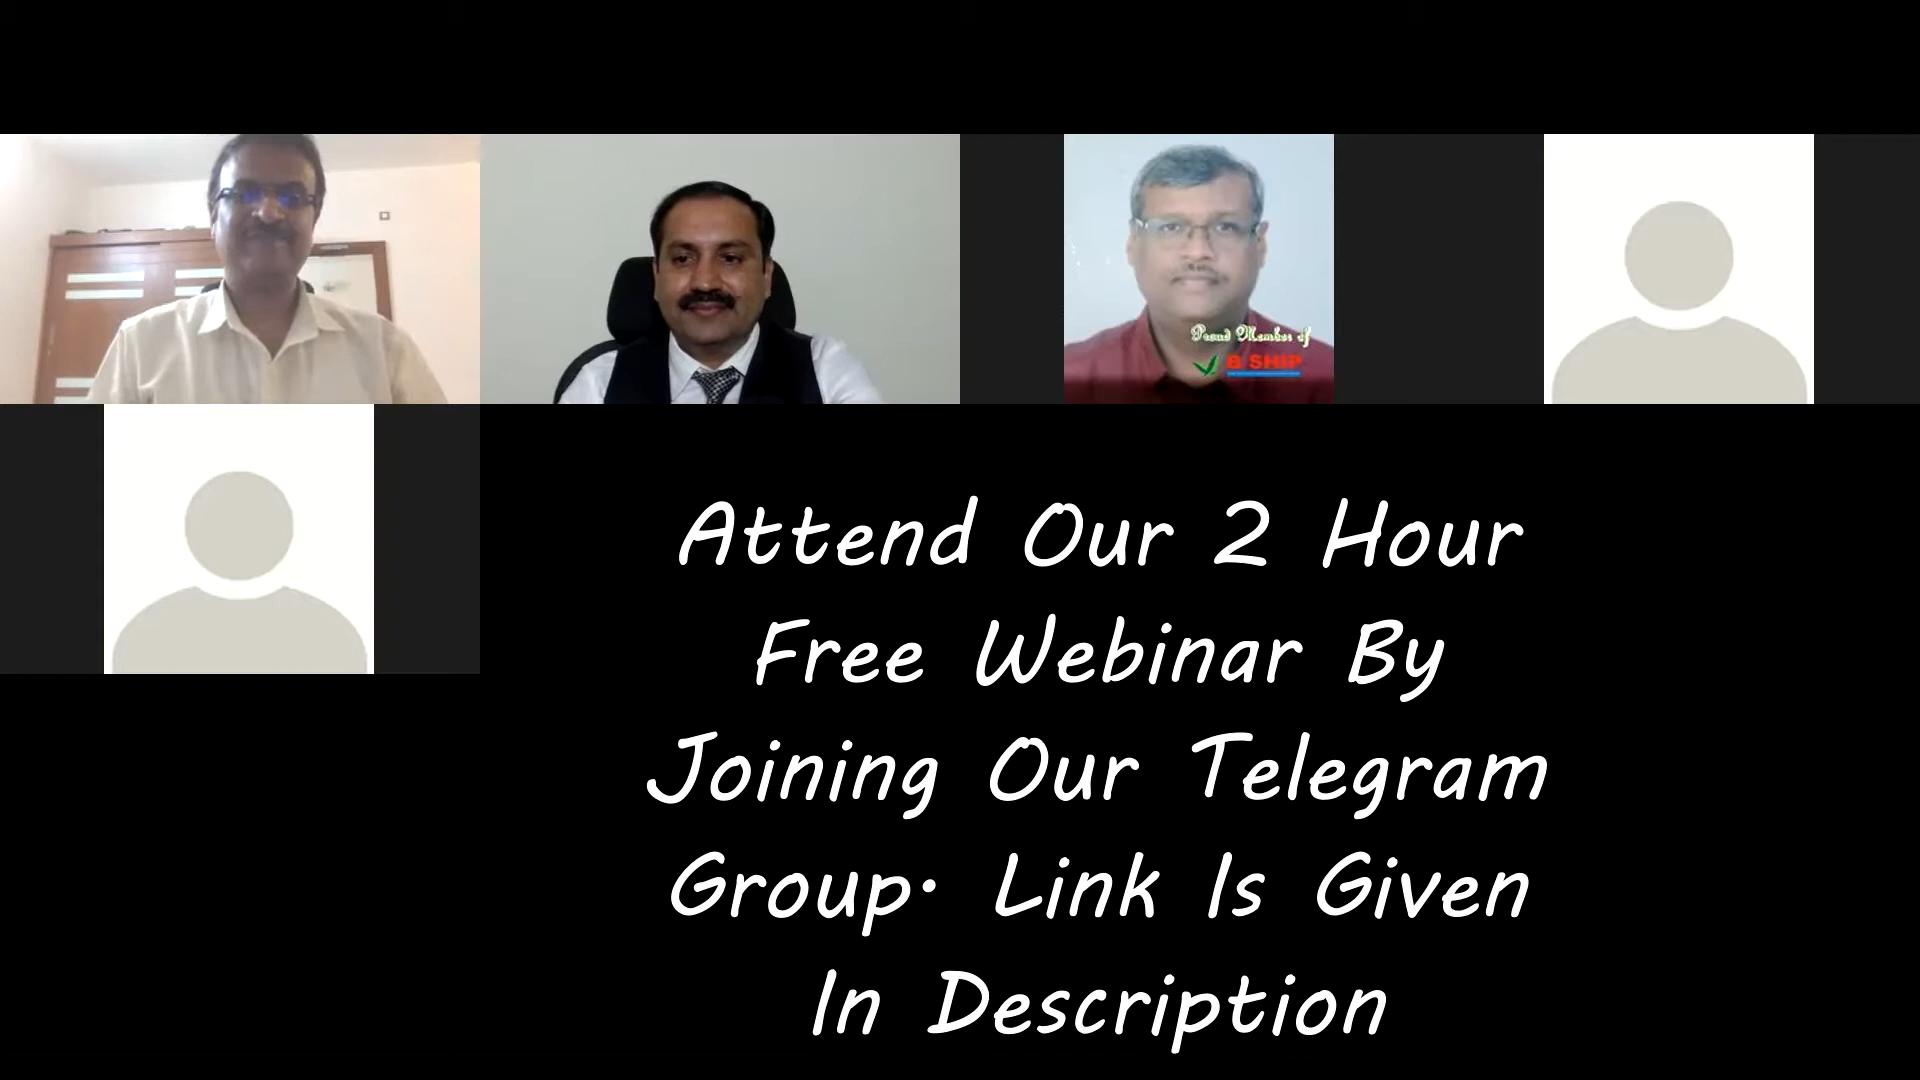 Proud Member of
B SHIP
Attend Our 2 Hour
Free Webinar By
Joining Our Telegram
Group. Link Is Given
In Description